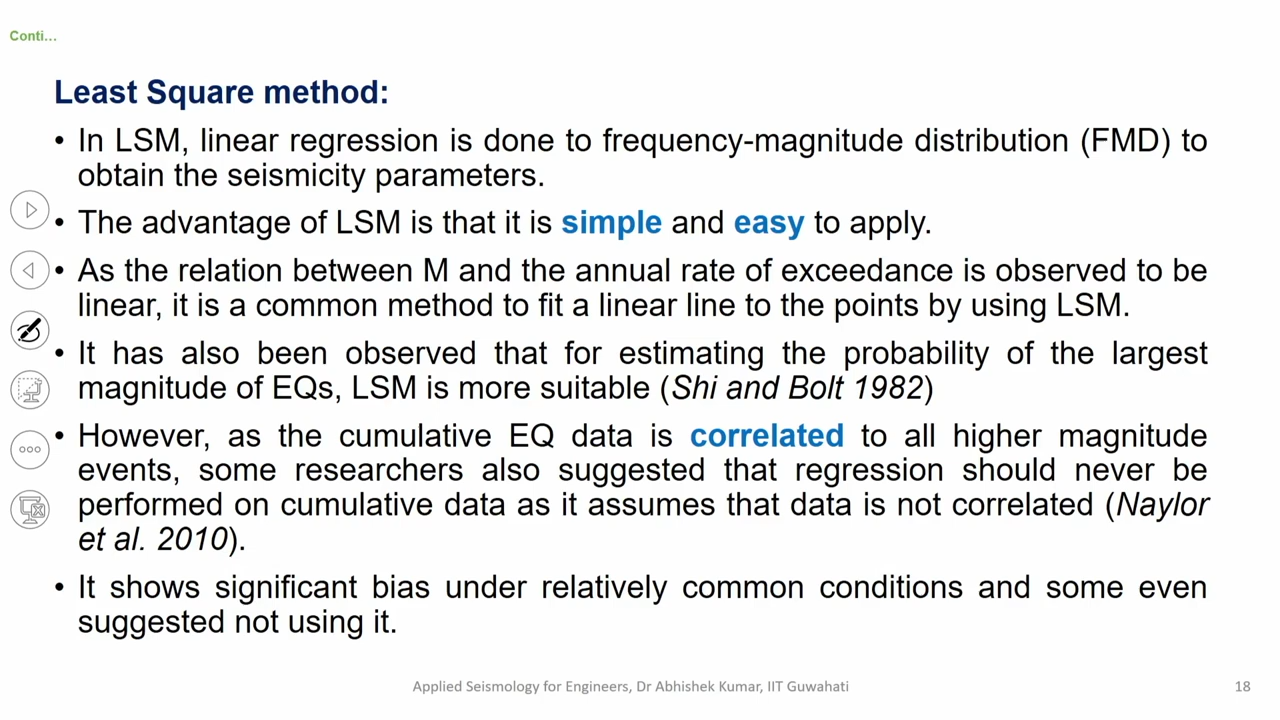 Conti...
Least Square method:
• In LSM, linear regression is done to frequency-magnitude distribution (FMD) to
obtain the seismicity parameters.
• The advantage of LSM is that it is simple and easy to apply.
• As the relation between M and the annual rate of exceedance is observed to be
linear, it is a common method to fit a linear line to the points by using LSM.
• It has also been observed that for estimating the probability of the largest
magnitude of EQs, LSM is more suitable (Shi and Bolt 1982)
• However, as the cumulative EQ data is correlated to all higher magnitude
events, some researchers also suggested that regression should never be
performed on cumulative data as it assumes that data is not correlated (Naylor
et al. 2010).
• It shows significant bias under relatively common conditions and some even
suggested not using it.
Applied Seismology for Engineers, Dr Abhishek Kumar, IIT Guwahati
18